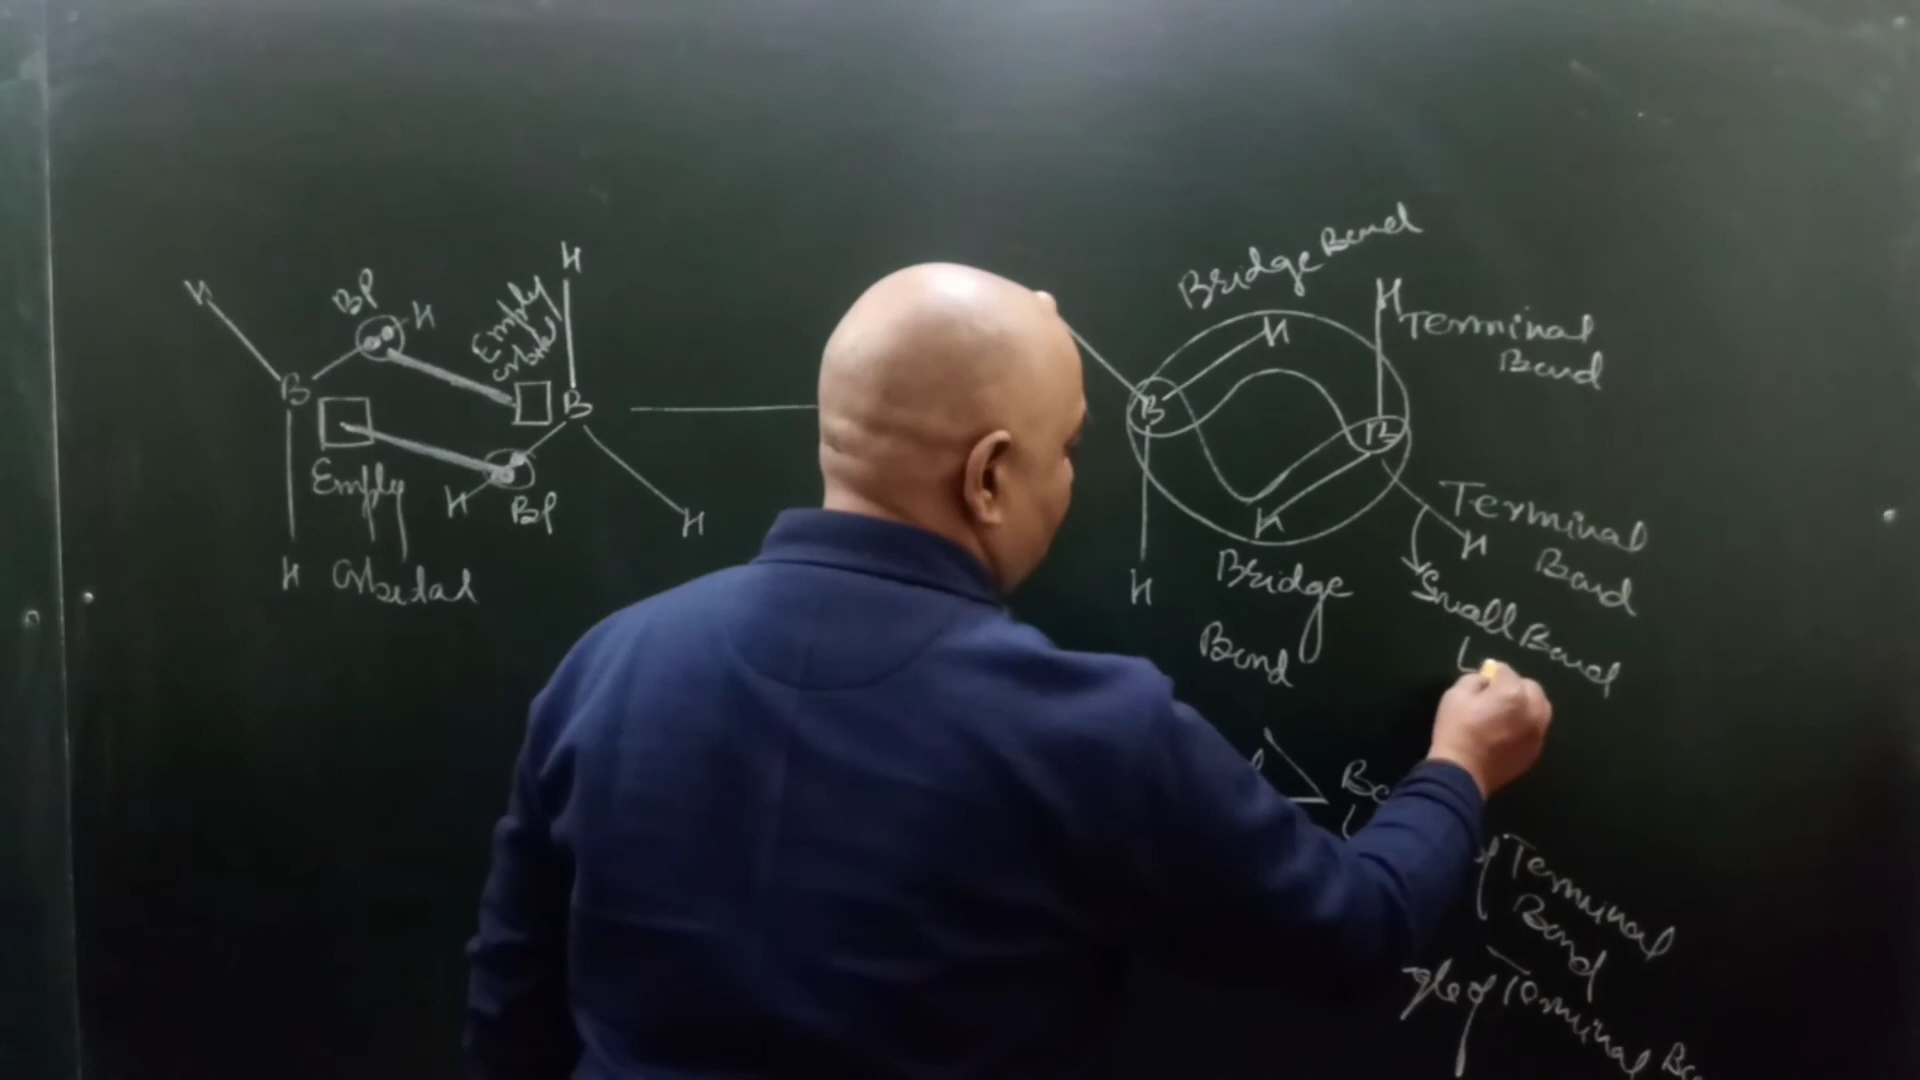 H
BP
H
Empty
orbital
H
B
B
Empty
Orbital
H
BP
H
H
Bridge Bond
H
H
Terminal
Bond
B
B
H
H
Bridge
Bond
H
Terminal
Bond
Small Bond
L
Terminal
Bond
gle of Terminal